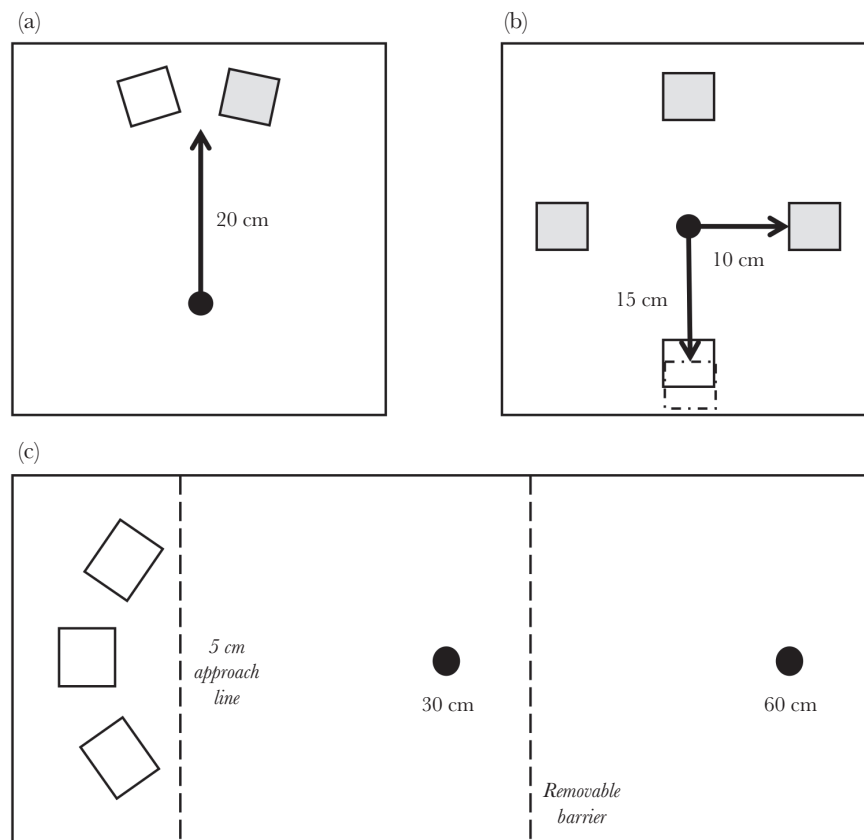 (a)
(b)
20 cm
10 cm
15 cm
(c)
5 cm
approach
line
30 cm
60 cm
Removable
barrier